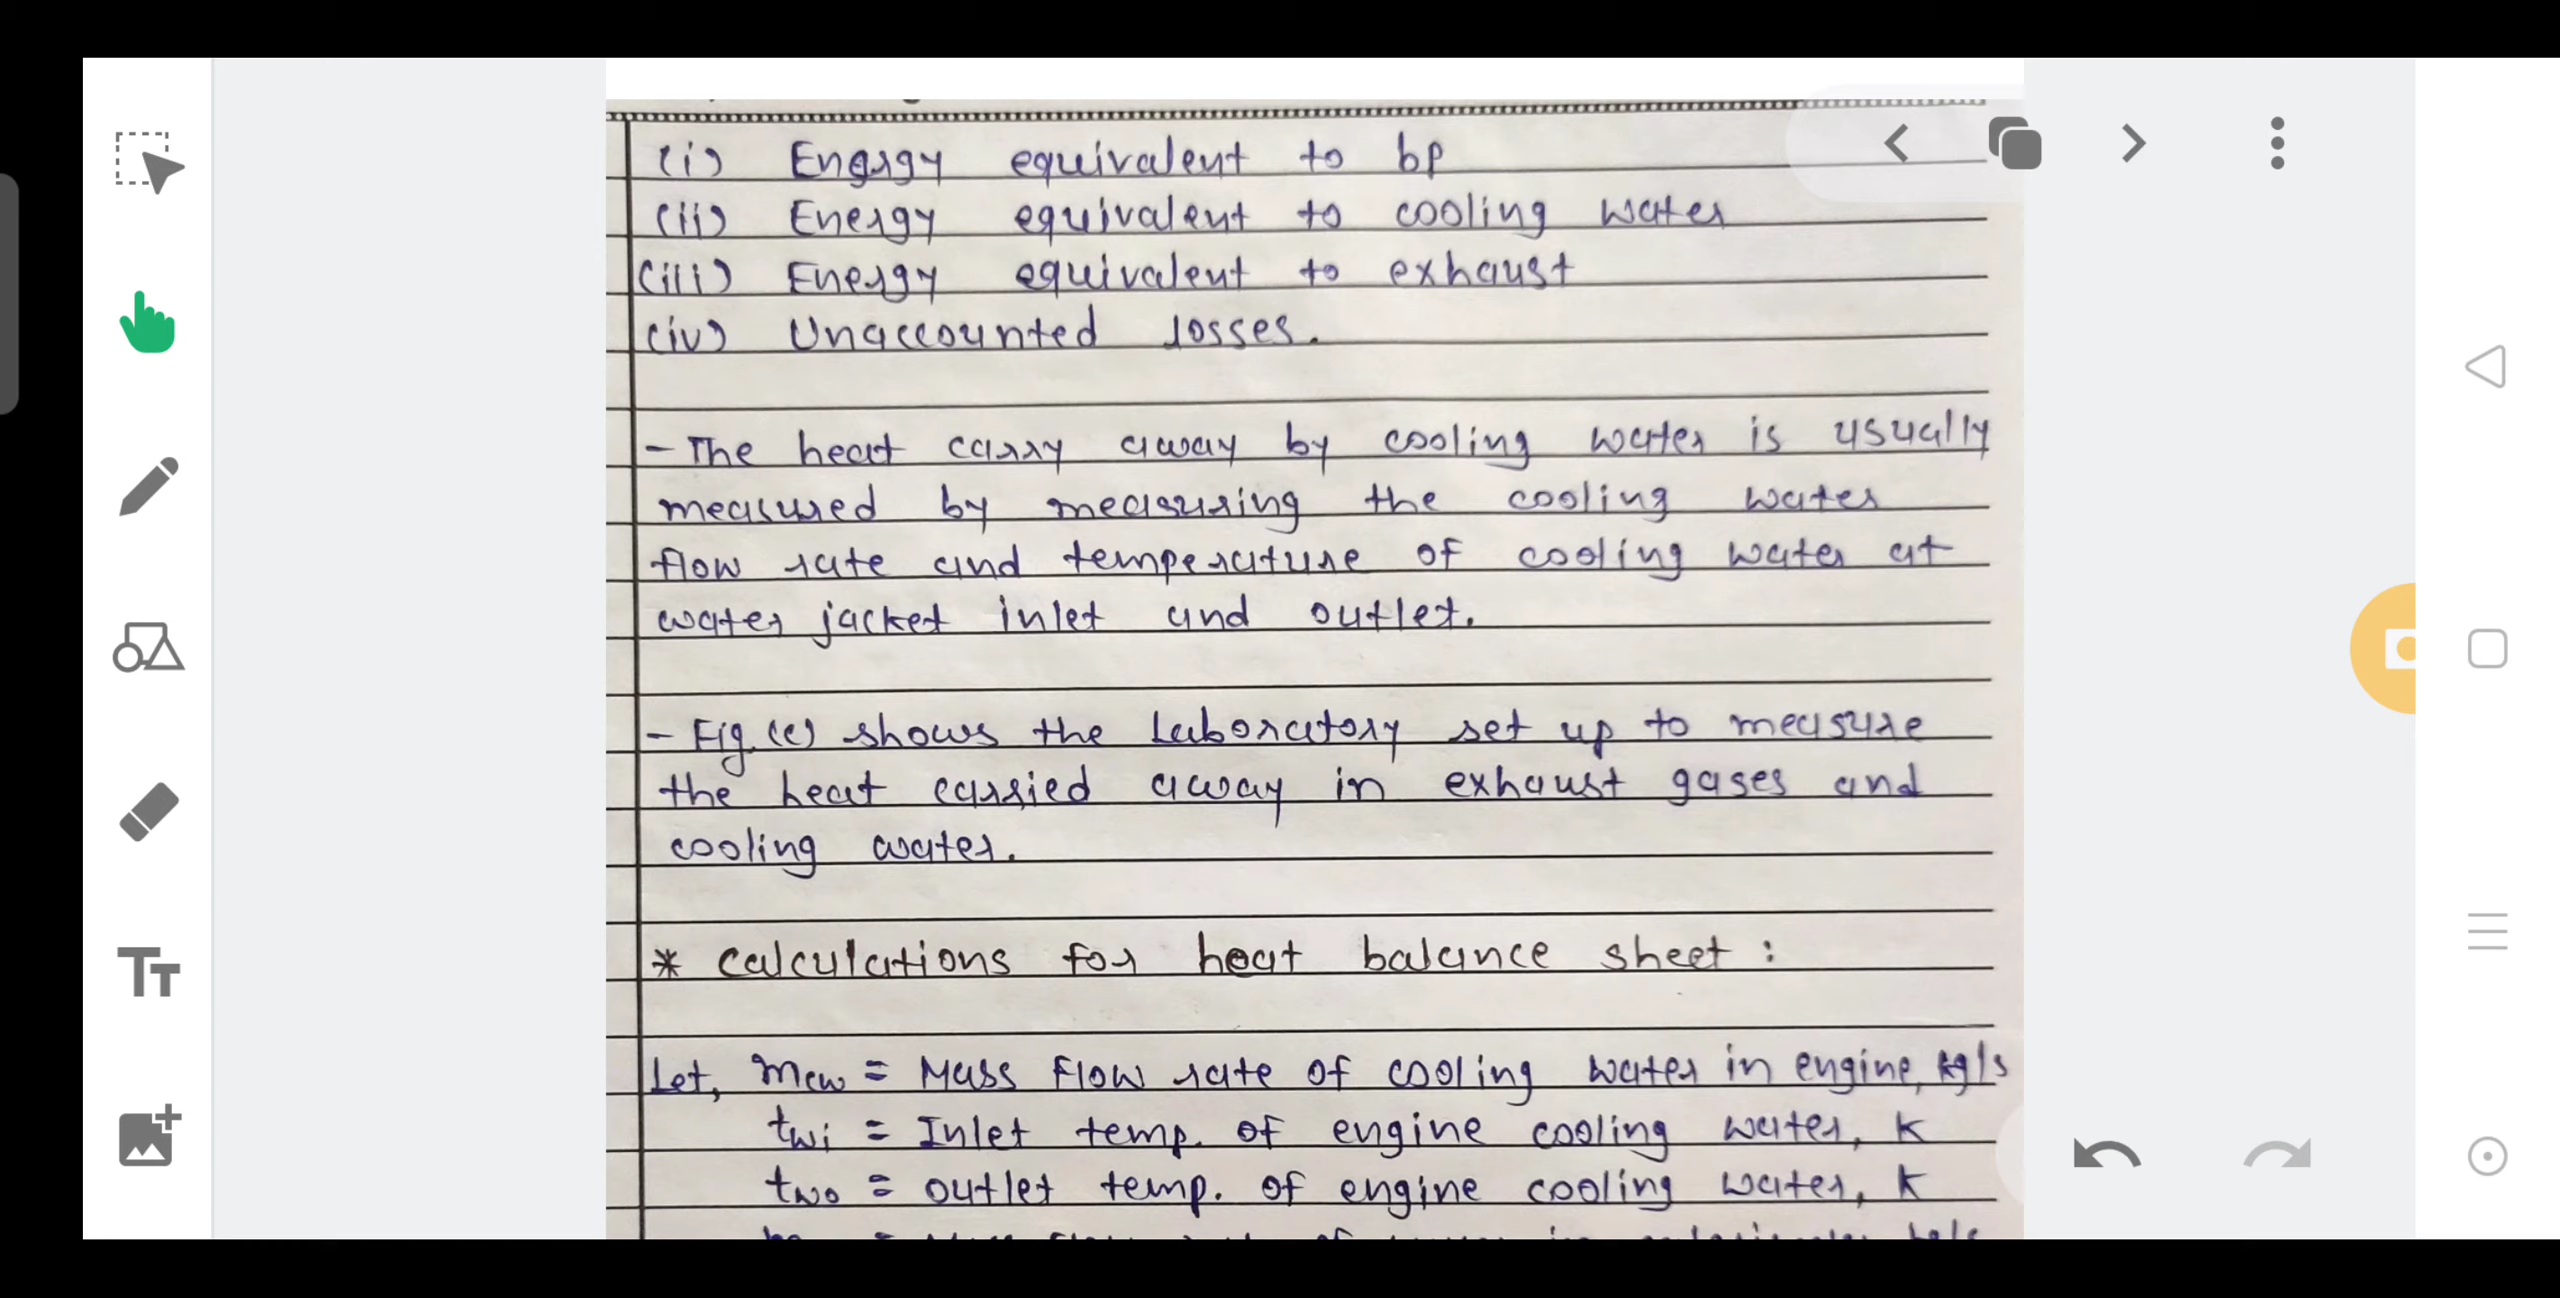 (i) Energy equivalent to bp
(ii) Energy equivalent to cooling water
(iii) Energy equivalent to exhaust
(iv) Unaccounted losses.
- The heat carry away by cooling water is usually
measured by measuring the cooling water
flow rate and temperature of cooling water at
water jacket inlet and outlet.
- Fig. (c) shows the Laboratory set up to measure
the heat carried away in exhaust gases and
cooling water.
* Calculations for heat balance sheet :
Let, mcw = Mass flow rate of cooling water in engine, kg/s
twi = Inlet temp. of engine cooling water, K
two = outlet temp. of engine cooling water, K
TT